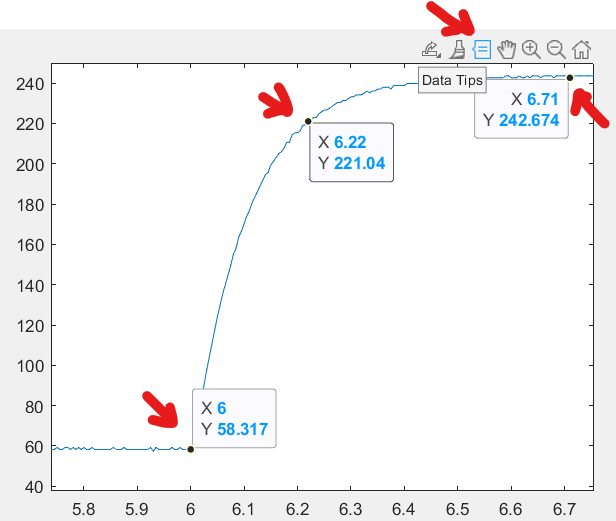 Data Tips
240
220
200
180
160
140
120
100
80
60
40
X 6.71
Y 242.674
X 6.22
Y 221.04
X 6
Y 58.317
5.8 5.9 6 6.1 6.2 6.3 6.4 6.5 6.6 6.7